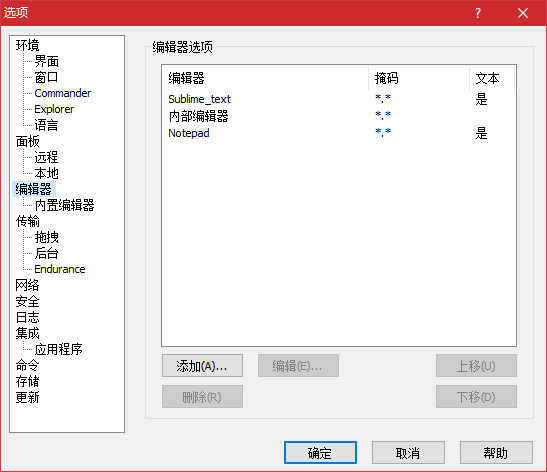 选项
?
环境
界面
窗口
Commander
Explorer
语言
面板
远程
本地
编辑器
内置编辑器
传输
拖拽
后台
Endurance
网络
安全
日志
集成
应用程序
命令
存储
更新
编辑器选项
编辑器 掩码 文本
Sublime_text *.* 是
内部编辑器 *.*
Notepad *.* 是
添加(A)... 编辑(E)... 上移(U)
删除(R) 下移(D)
确定 取消 帮助